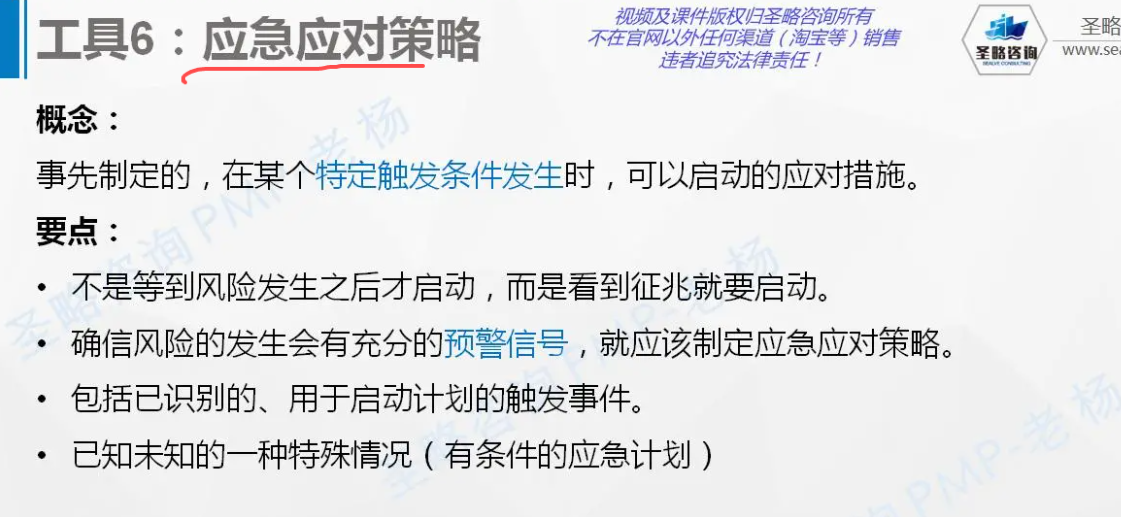 工具6：应急应对策略
视频及课件版权归圣略咨询所有
不在官网以外任何渠道（淘宝等）销售
违者追究法律责任！
圣略咨询
圣略
www.sea
概念：
事先制定的，在某个特定触发条件发生时，可以启动的应对措施。
要点：
• 不是等到风险发生之后才启动，而是看到征兆就要启动。
• 确信风险的发生会有充分的预警信号，就应该制定应急应对策略。
• 包括已识别的、用于启动计划的触发事件。
• 已知未知的一种特殊情况（有条件的应急计划）
圣略咨询PMP-老杨